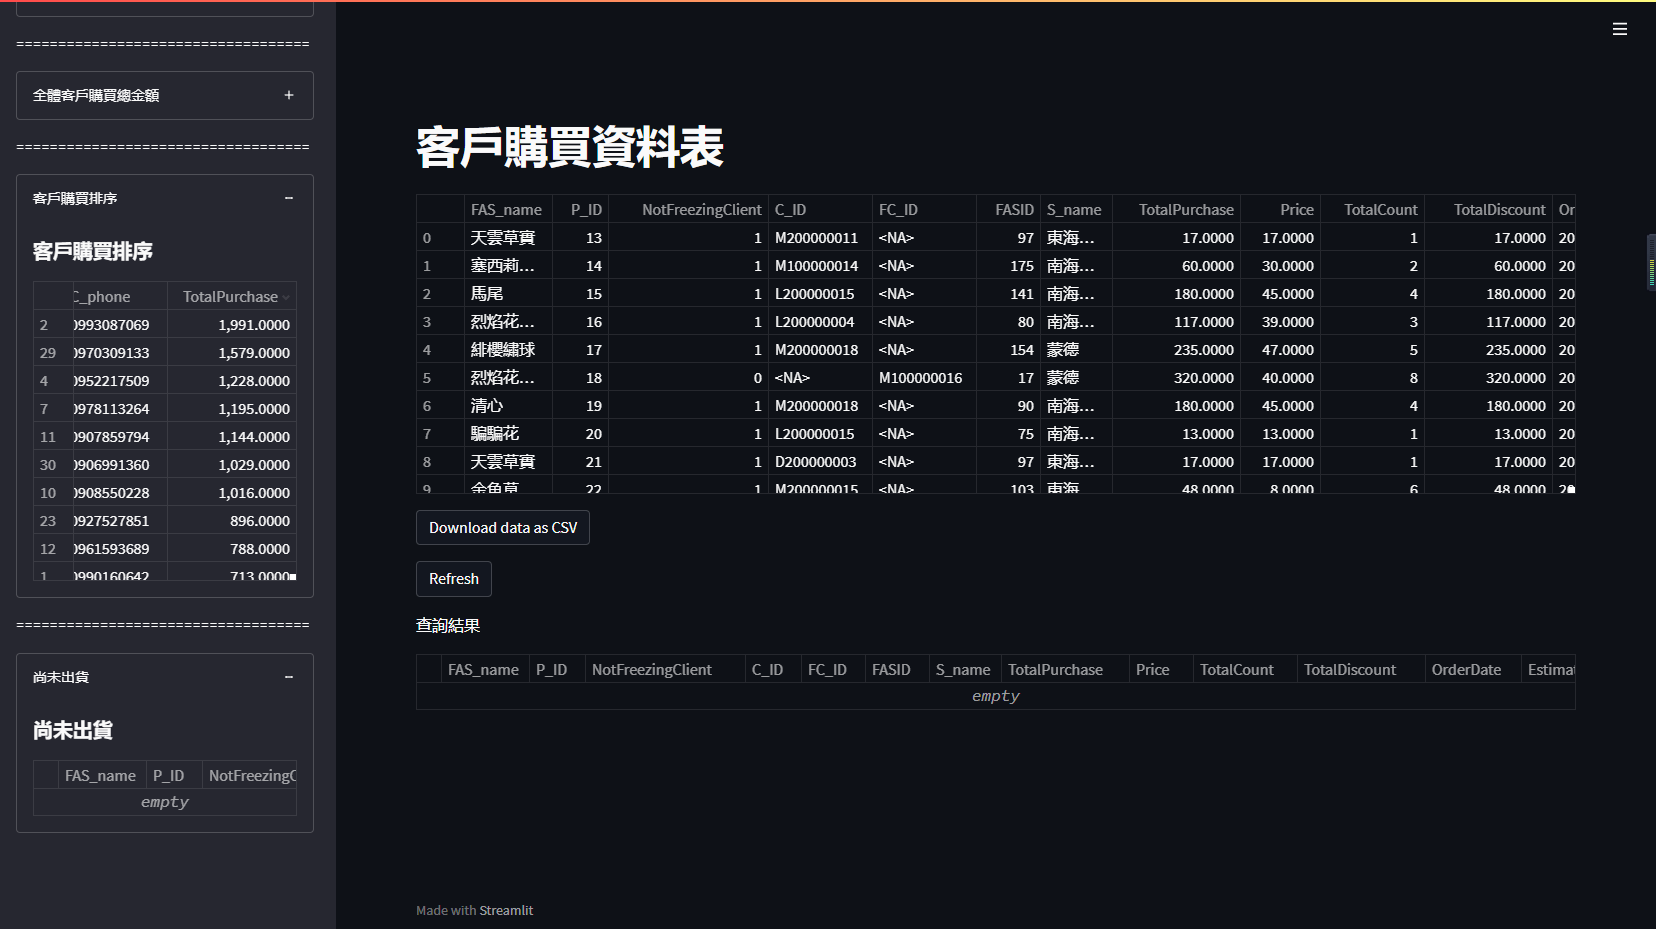 ==================================
全體客戶購買總金額 +
==================================
客戶購買排序 −
客戶購買排序
C_phone TotalPurchase
2 0993087069 1,991.0000
29 0970309133 1,579.0000
4 0952217509 1,228.0000
7 0978113264 1,195.0000
11 0907859794 1,144.0000
30 0906991360 1,029.0000
10 0908550228 1,016.0000
23 0927527851 896.0000
12 0961593689 788.0000
1 0990160642 713.0000
==================================
尚未出貨 −
尚未出貨
FAS_name P_ID NotFreezingC
empty
客戶購買資料表
FAS_name P_ID NotFreezingClient C_ID FC_ID FASID S_name TotalPurchase Price TotalCount TotalDiscount Or
0 天雲草實 13 1 M200000011 <NA> 97 東海... 17.0000 17.0000 1 17.0000 20
1 塞西莉... 14 1 M100000014 <NA> 175 南海... 60.0000 30.0000 2 60.0000 20
2 馬尾 15 1 L200000015 <NA> 141 南海... 180.0000 45.0000 4 180.0000 20
3 烈焰花... 16 1 L200000004 <NA> 80 南海... 117.0000 39.0000 3 117.0000 20
4 緋櫻繡球 17 1 M200000018 <NA> 154 蒙德 235.0000 47.0000 5 235.0000 20
5 烈焰花... 18 0 <NA> M100000016 17 蒙德 320.0000 40.0000 8 320.0000 20
6 清心 19 1 M200000018 <NA> 90 南海... 180.0000 45.0000 4 180.0000 20
7 騙騙花 20 1 L200000015 <NA> 75 南海... 13.0000 13.0000 1 13.0000 20
8 天雲草實 21 1 D200000003 <NA> 97 東海... 17.0000 17.0000 1 17.0000 20
9 金魚草 22 1 M200000015 <NA> 103 東海 48.0000 8.0000 6 48.0000 20
Download data as CSV
Refresh
查詢結果
FAS_name P_ID NotFreezingClient C_ID FC_ID FASID S_name TotalPurchase Price TotalCount TotalDiscount OrderDate Estimat
empty
Made with Streamlit